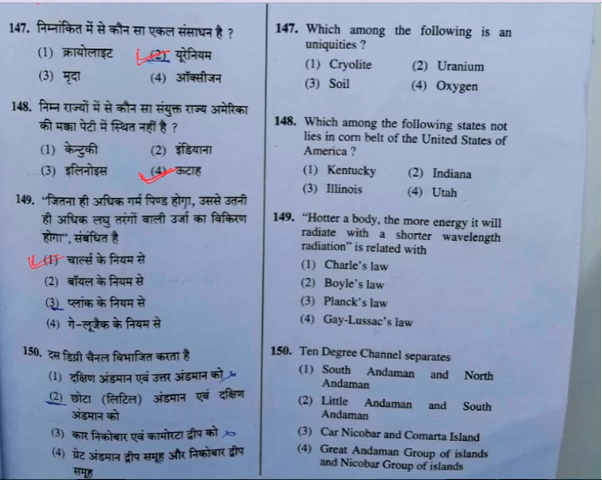 147. निम्नांकित में से कौन सा एकल संसाधन है ?
(1) क्रायोलाइट (2) यूरेनियम
(3) मृदा (4) ऑक्सीजन
148. निम्न राज्यों में से कौन सा संयुक्त राज्य अमेरिका
की मक्का पेटी में स्थित नहीं है ?
(1) केन्टुकी (2) इंडियाना
(3) इलिनोइस (4) ऊटाह
149. "जितना ही अधिक गर्म पिण्ड होगा, उससे उतनी
ही अधिक लघु तरंगों वाली उर्जा का विकिरण
होगा", संबंधित है
(1) चार्ल्स के नियम से
(2) बॉयल के नियम से
(3) प्लांक के नियम से
(4) गे-लूजैक के नियम से
150. दस डिग्री चैनल विभाजित करता है
(1) दक्षिण अंडमान एवं उत्तर अंडमान को
(2) छोटा (लिटिल) अंडमान एवं दक्षिण
अंडमान को
(3) कार निकोबार एवं कामोरटा द्वीप को
(4) ग्रेट अंडमान द्वीप समूह और निकोबार द्वीप
समूह
147. Which among the following is an
uniquities ?
(1) Cryolite (2) Uranium
(3) Soil (4) Oxygen
148. Which among the following states not
lies in corn belt of the United States of
America ?
(1) Kentucky (2) Indiana
(3) Illinois (4) Utah
149. "Hotter a body, the more energy it will
radiate with a shorter wavelength
radiation" is related with
(1) Charle's law
(2) Boyle's law
(3) Planck's law
(4) Gay-Lussac's law
150. Ten Degree Channel separates
(1) South Andaman and North
Andaman
(2) Little Andaman and South
Andaman
(3) Car Nicobar and Comarta Island
(4) Great Andaman Group of islands
and Nicobar Group of islands